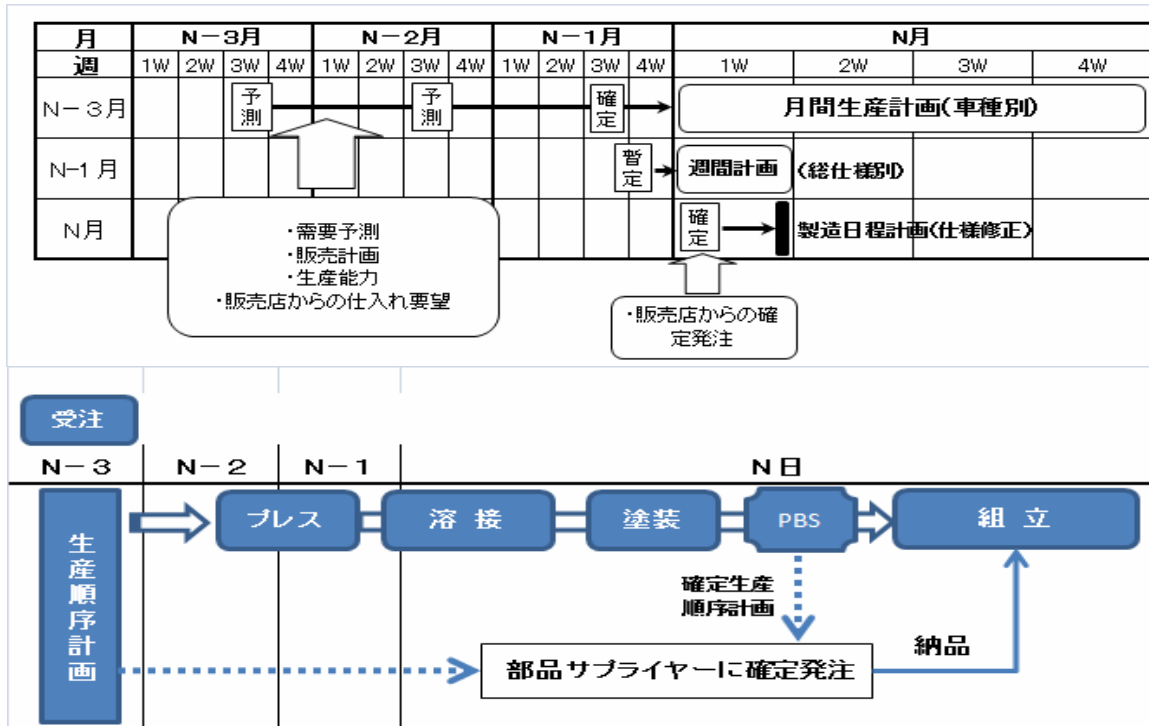 月 N-3月 N-2月 N-1月 N月
週 1W 2W 3W 4W 1W 2W 3W 4W 1W 2W 3W 4W 1W 2W 3W 4W
N-3月 予測 予測 確定 月間生産計画(車種別)
N-1月 暫定 週間計画 (総仕様別)
N月 確定 製造日程計画(仕様修正)
・需要予測
・販売計画
・生産能力
・販売店からの仕入れ要望
・販売店からの確
定発注
受注
N-3 N-2 N-1 N日
生産順序計画
プレス 溶接 塗装 PBS 組立
確定生産
順序計画
部品サプライヤーに確定発注
納品